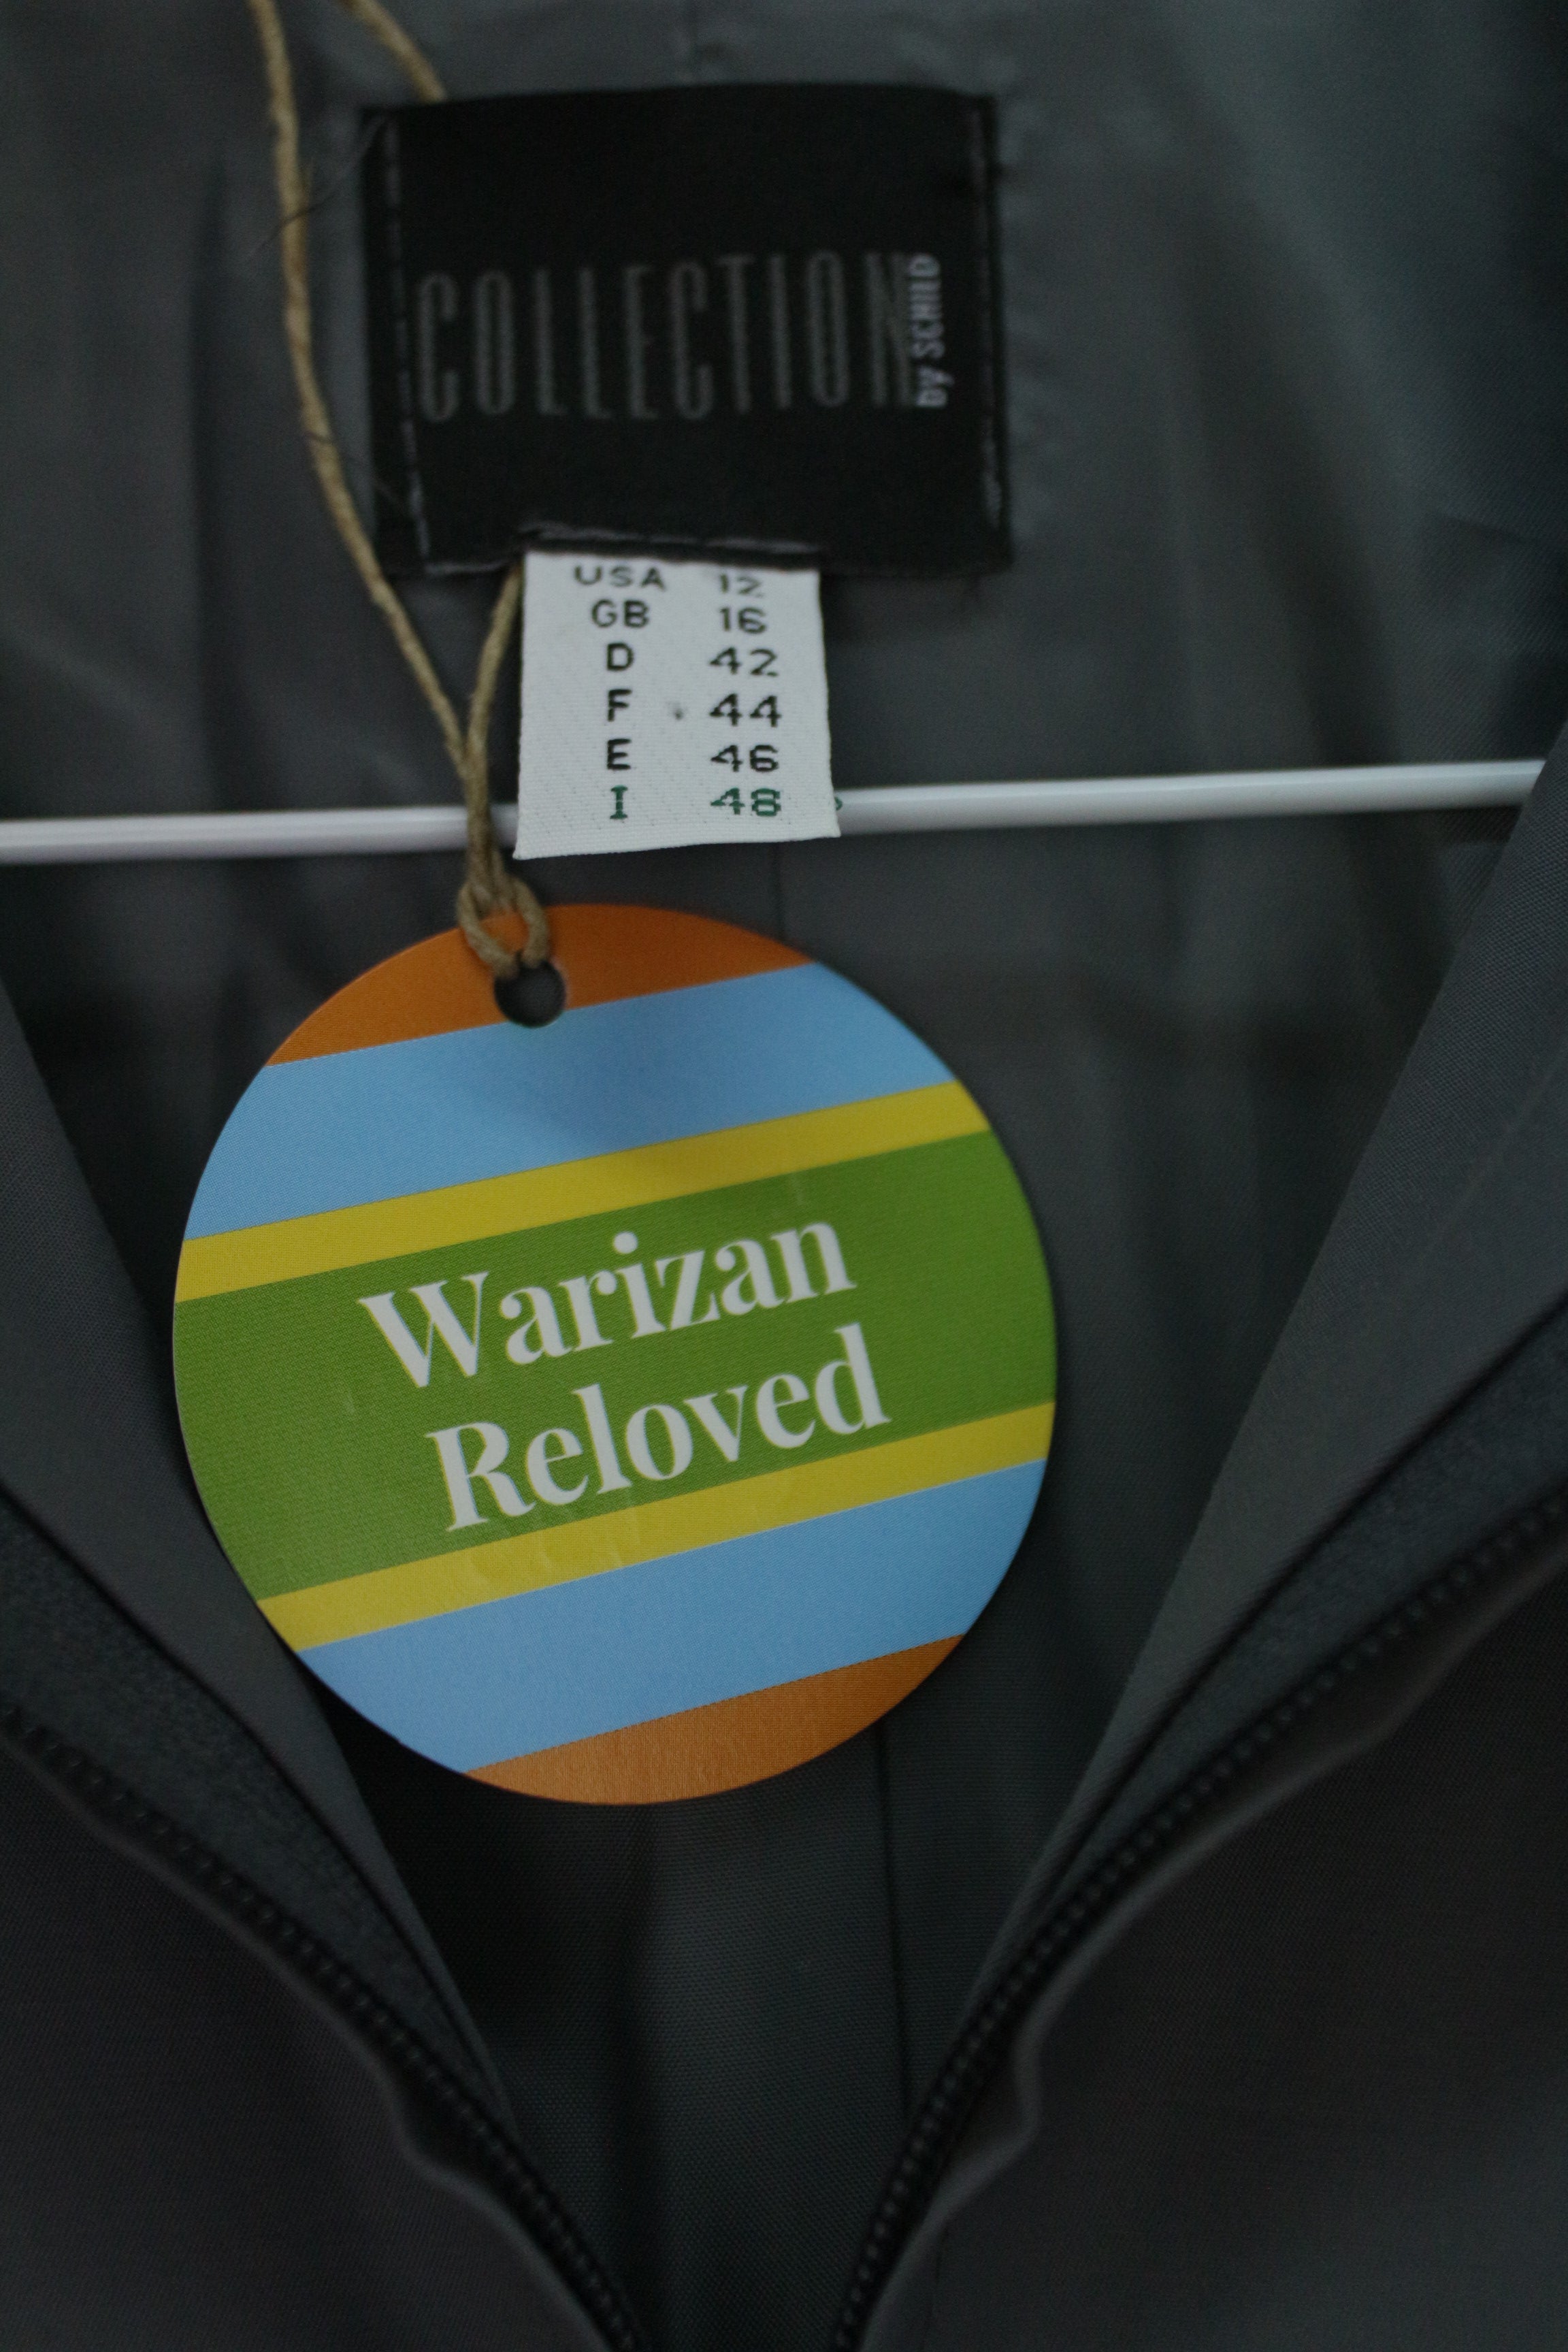 COLLECTION
by SCHILD
USA 12
GB 16
D 42
F 44
E 46
I 48
Warizan
Reloved